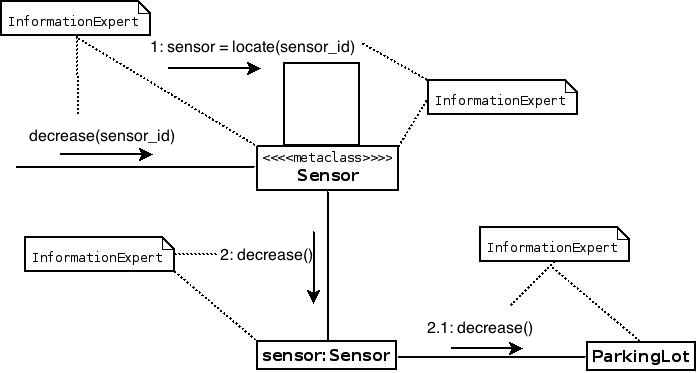 InformationExpert
1: sensor = locate(sensor_id)
InformationExpert
decrease(sensor_id)
<<<<metaclass>>>>
Sensor
InformationExpert
InformationExpert
2: decrease()
2.1: decrease()
sensor: Sensor
ParkingLot